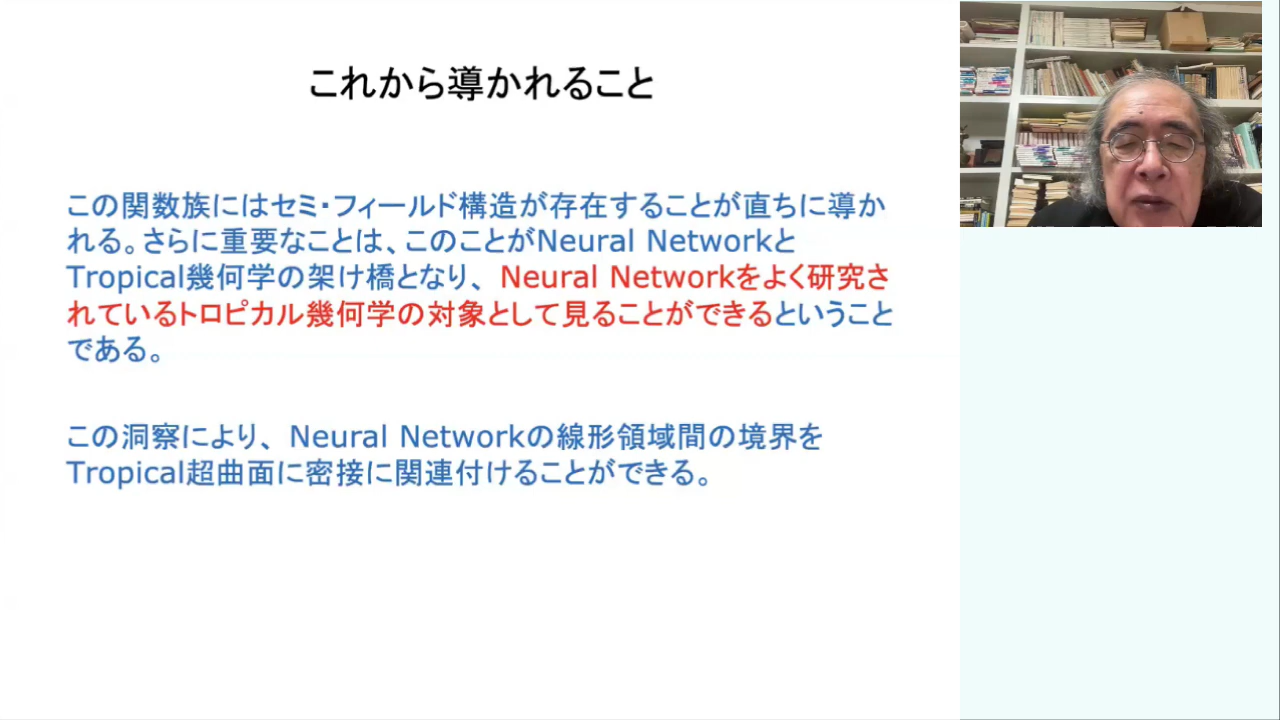 これから導かれること
この関数族にはセミ・フィールド構造が存在することが直ちに導か
れる。さらに重要なことは、このことがNeural Networkと
Tropical幾何学の架け橋となり、 Neural Networkをよく研究さ
れているトロピカル幾何学の対象として見ることができるということ
である。
この洞察により、 Neural Networkの線形領域間の境界を
Tropical超曲面に密接に関連付けることができる。